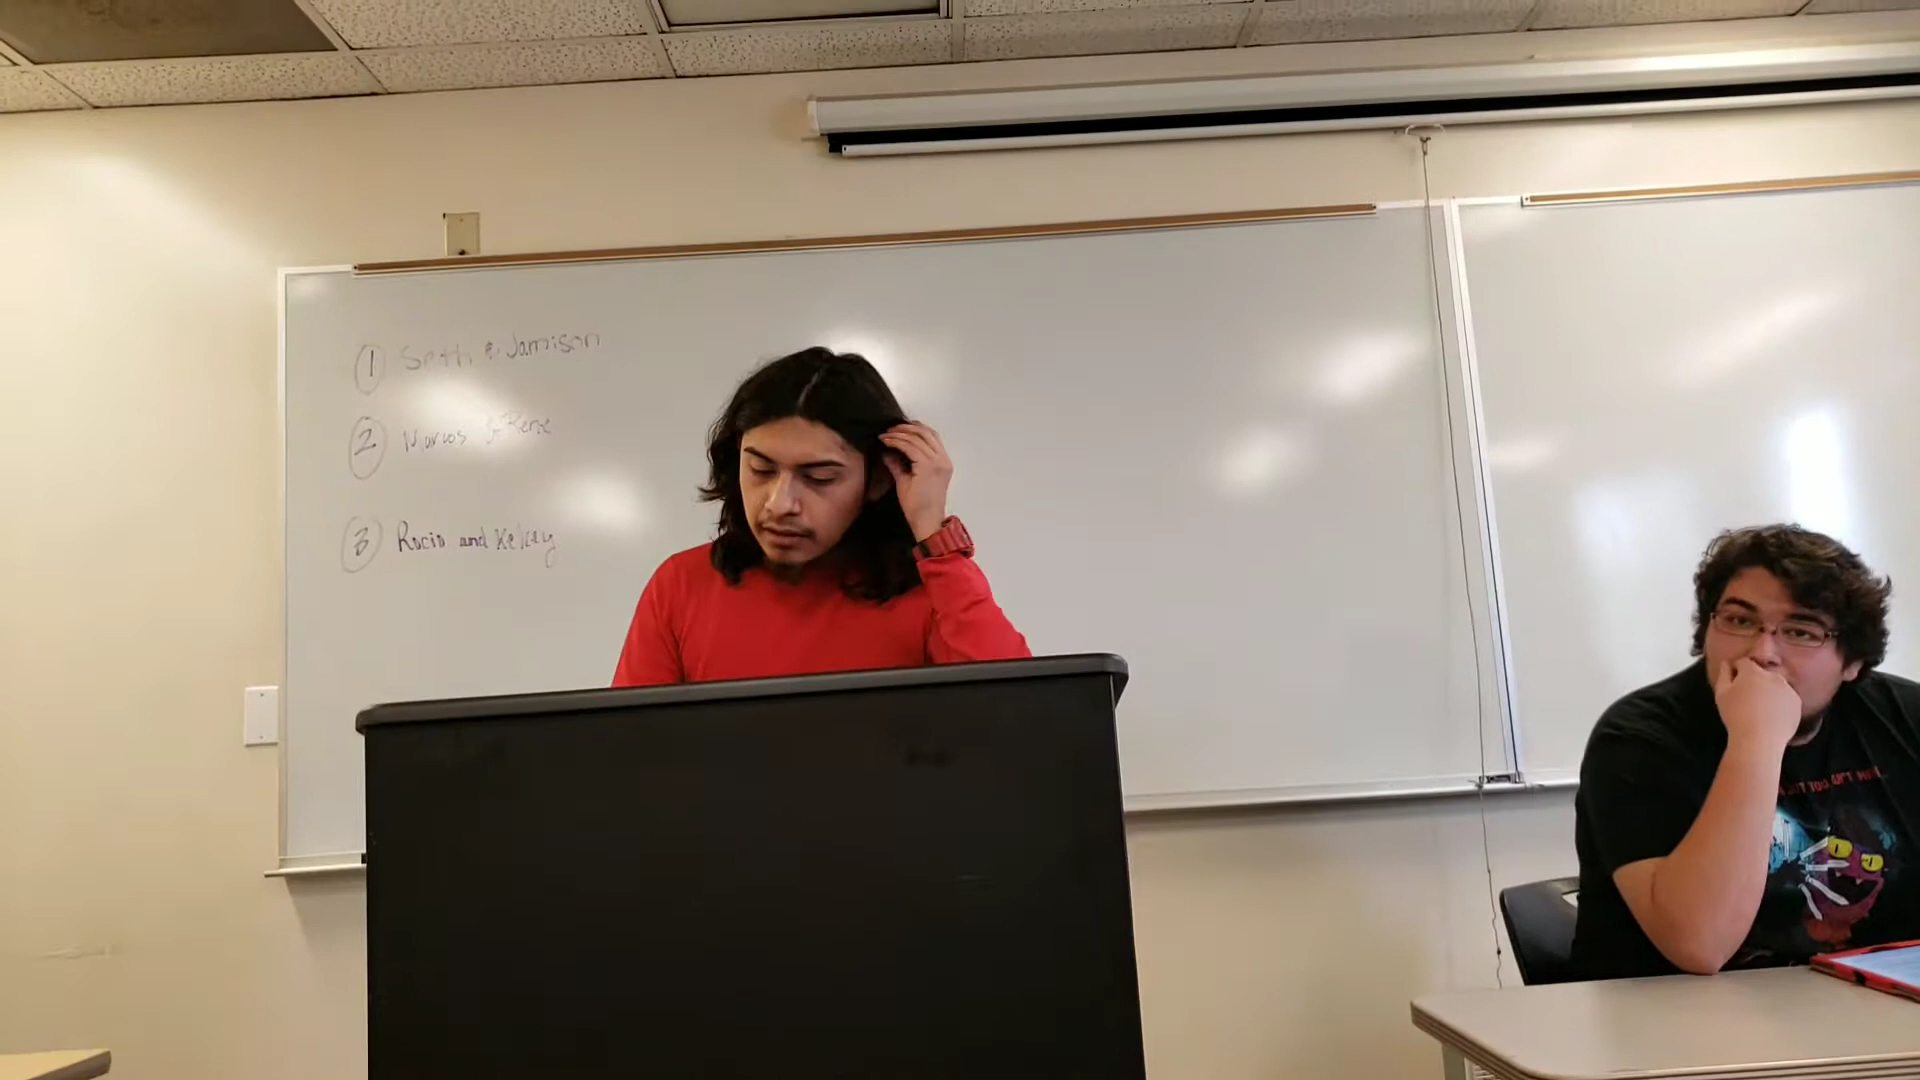 1 Seth & Jamison
2 Marcos & Rene
3 Rocio and Kelsey